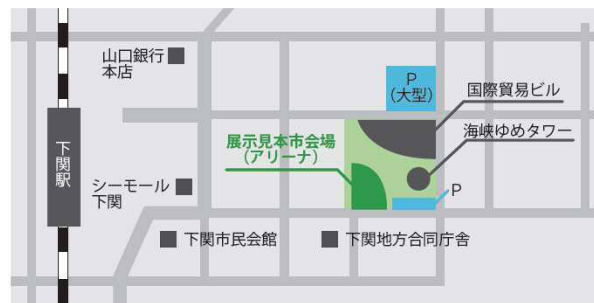 山口銀行
本店
P
(大型)
国際貿易ビル
展示見本市会場
(アリーナ)
海峡ゆめタワー
下関駅
シーモール
下関
P
下関市民会館
下関地方合同庁舎